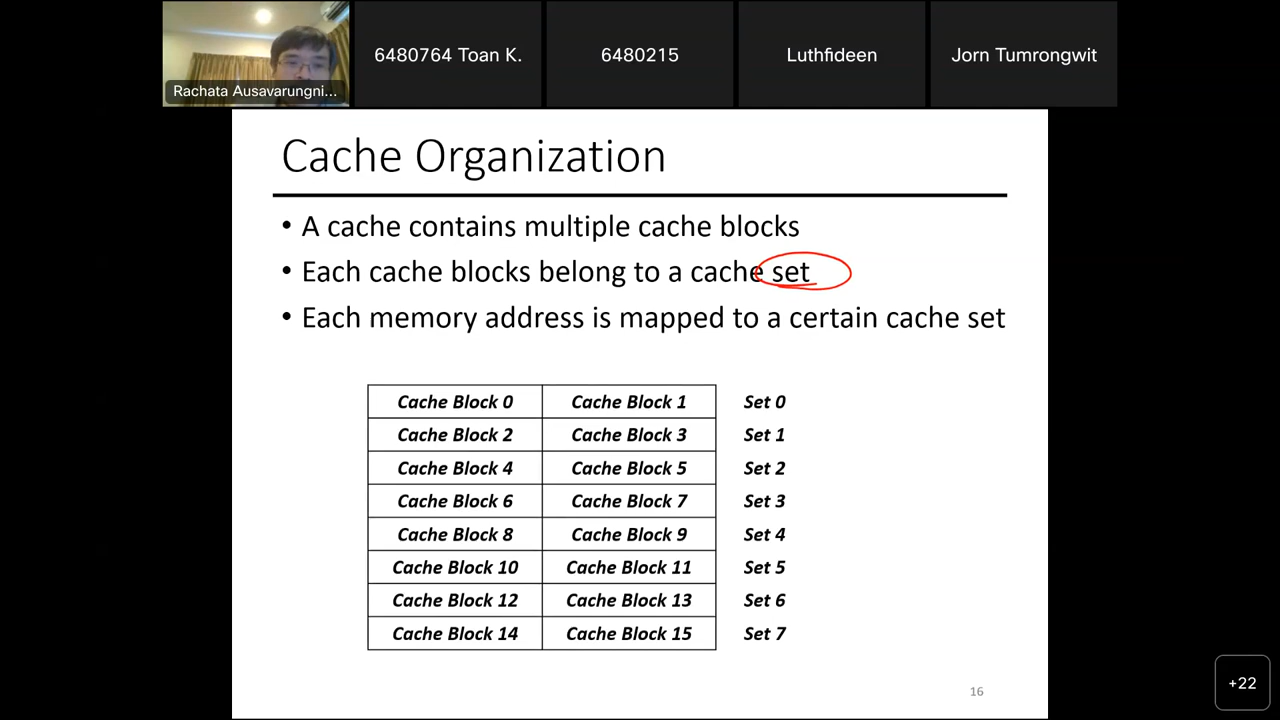 Rachata Ausavarungni...
6480764 Toan K.
6480215
Luthfideen
Jorn Tumrongwit
Cache Organization
• A cache contains multiple cache blocks
• Each cache blocks belong to a cache set
• Each memory address is mapped to a certain cache set
Cache Block 0 Cache Block 1 Set 0
Cache Block 2 Cache Block 3 Set 1
Cache Block 4 Cache Block 5 Set 2
Cache Block 6 Cache Block 7 Set 3
Cache Block 8 Cache Block 9 Set 4
Cache Block 10 Cache Block 11 Set 5
Cache Block 12 Cache Block 13 Set 6
Cache Block 14 Cache Block 15 Set 7
16
+22